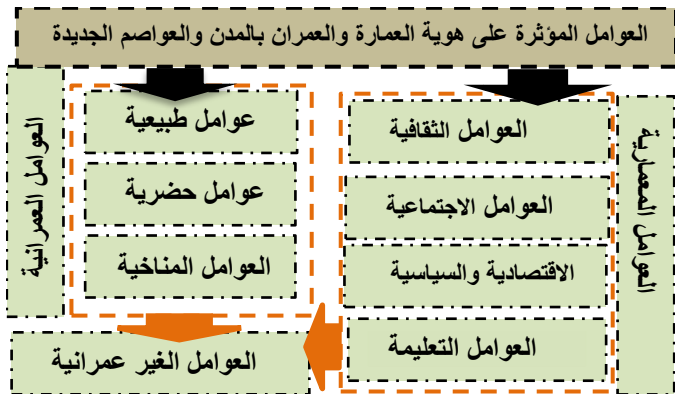 العوامل المؤثرة على هوية العمارة والعمران بالمدن والعواصم الجديدة
العوامل المعمارية
العوامل الثقافية
العوامل الاجتماعية
الاقتصادية والسياسية
العوامل التعليمة
العوامل العمرانية
عوامل طبيعية
عوامل حضرية
العوامل المناخية
العوامل الغير عمرانية